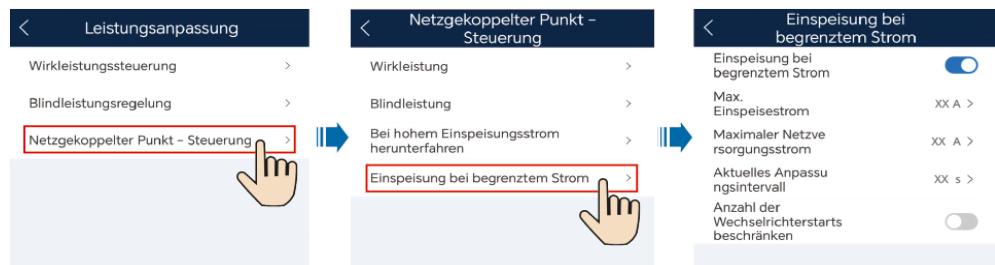 Leistungsanpassung
Wirkleistungssteuerung
Blindleistungsregelung
Netzgekoppelter Punkt – Steuerung
Netzgekoppelter Punkt –
Steuerung
Wirkleistung
Blindleistung
Bei hohem Einspeisungsstrom
herunterfahren
Einspeisung bei begrenztem Strom
Einspeisung bei
begrenztem Strom
Einspeisung bei
begrenztem Strom
Max.
Einspeisestrom
XX A
Maximaler Netzve
rsorgungsstrom
XX A
Aktuelles Anpassu
ngsintervall
XX s
Anzahl der
Wechselrichterstarts
beschränken